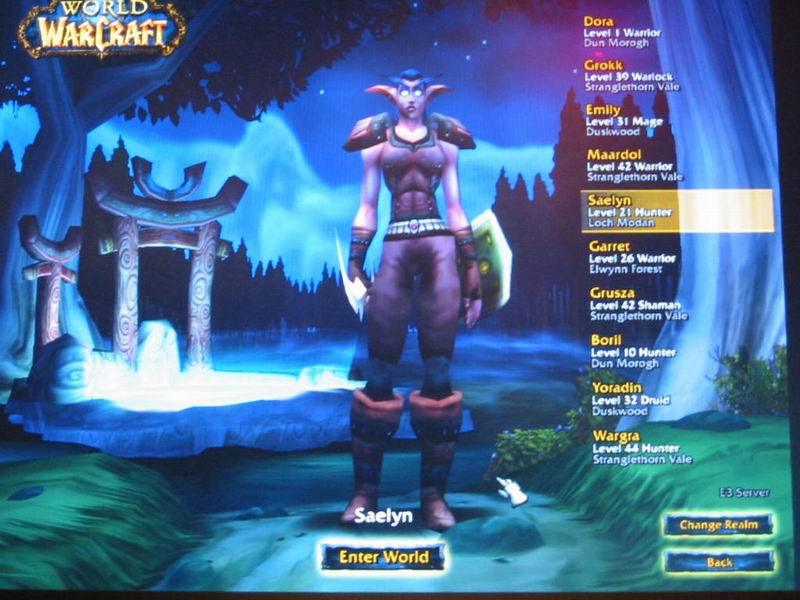 WORLD
WARCRAFT
Dora
Level 1 Warrior
Dun Morogh
Grokk
Level 39 Warlock
Stranglethorn Vale
Emily
Level 31 Mage
Duskwood
Maardol
Level 42 Warrior
Stranglethorn Vale
Saelyn
Level 21 Hunter
Loch Modan
Garret
Level 26 Warrior
Elwynn Forest
Grusza
Level 42 Shaman
Stranglethorn Vale
Boril
Level 10 Hunter
Dun Morogh
Yoradin
Level 32 Druid
Duskwood
Wargra
Level 44 Hunter
Stranglethorn Vale
E3 Server
Saelyn
Change Realm
Enter World
Back